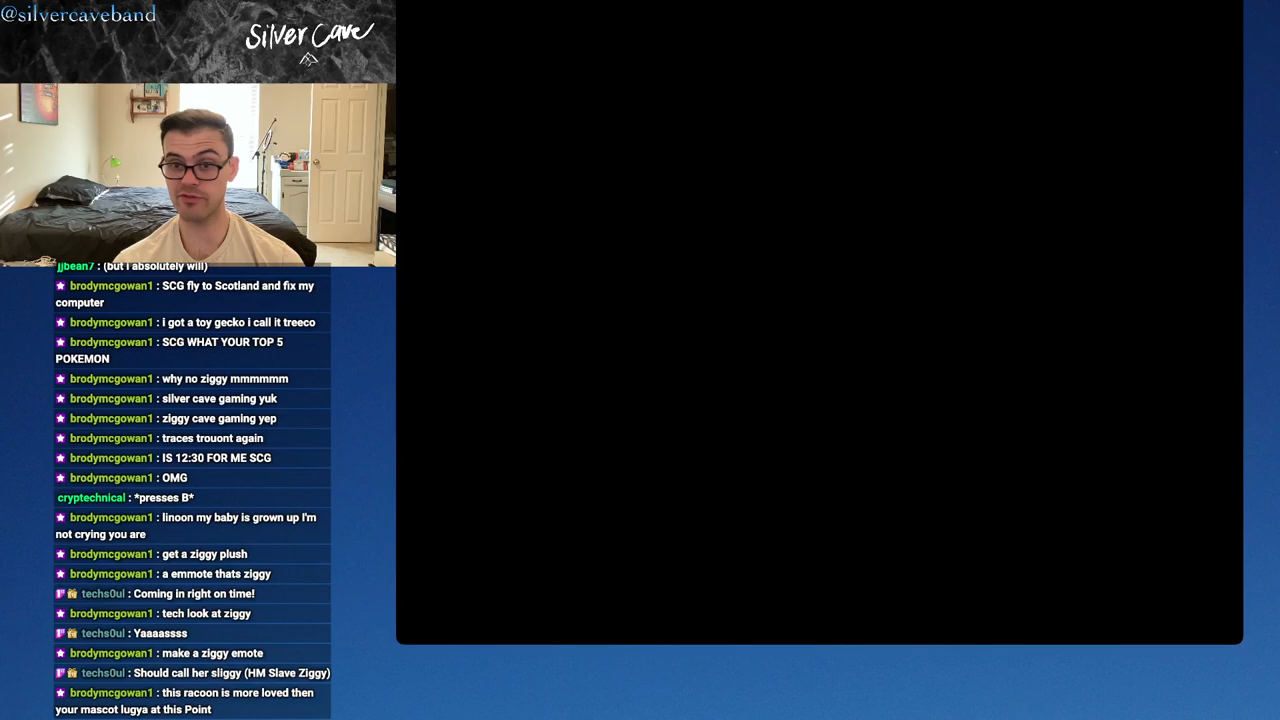 @silvercaveband
Silver Cave
jjbean7 : (but i absolutely will)
brodymcgowan1 : SCG fly to Scotland and fix my
computer
brodymcgowan1 : i got a toy gecko i call it treeco
brodymcgowan1 : SCG WHAT YOUR TOP 5
POKEMON
brodymcgowan1 : why no ziggy mmmmmm
brodymcgowan1 : silver cave gaming yuk
brodymcgowan1 : ziggy cave gaming yep
brodymcgowan1 : traces trouont again
brodymcgowan1 : IS 12:30 FOR ME SCG
brodymcgowan1 : OMG
cryptechnical : *presses B*
brodymcgowan1 : linoon my baby is grown up I'm
not crying you are
brodymcgowan1 : get a ziggy plush
brodymcgowan1 : a emmote thats ziggy
techs0ul : Coming in right on time!
brodymcgowan1 : tech look at ziggy
techs0ul : Yaaaassss
brodymcgowan1 : make a ziggy emote
techs0ul : Should call her sliggy (HM Slave Ziggy)
brodymcgowan1 : this racoon is more loved then
your mascot lugya at this Point